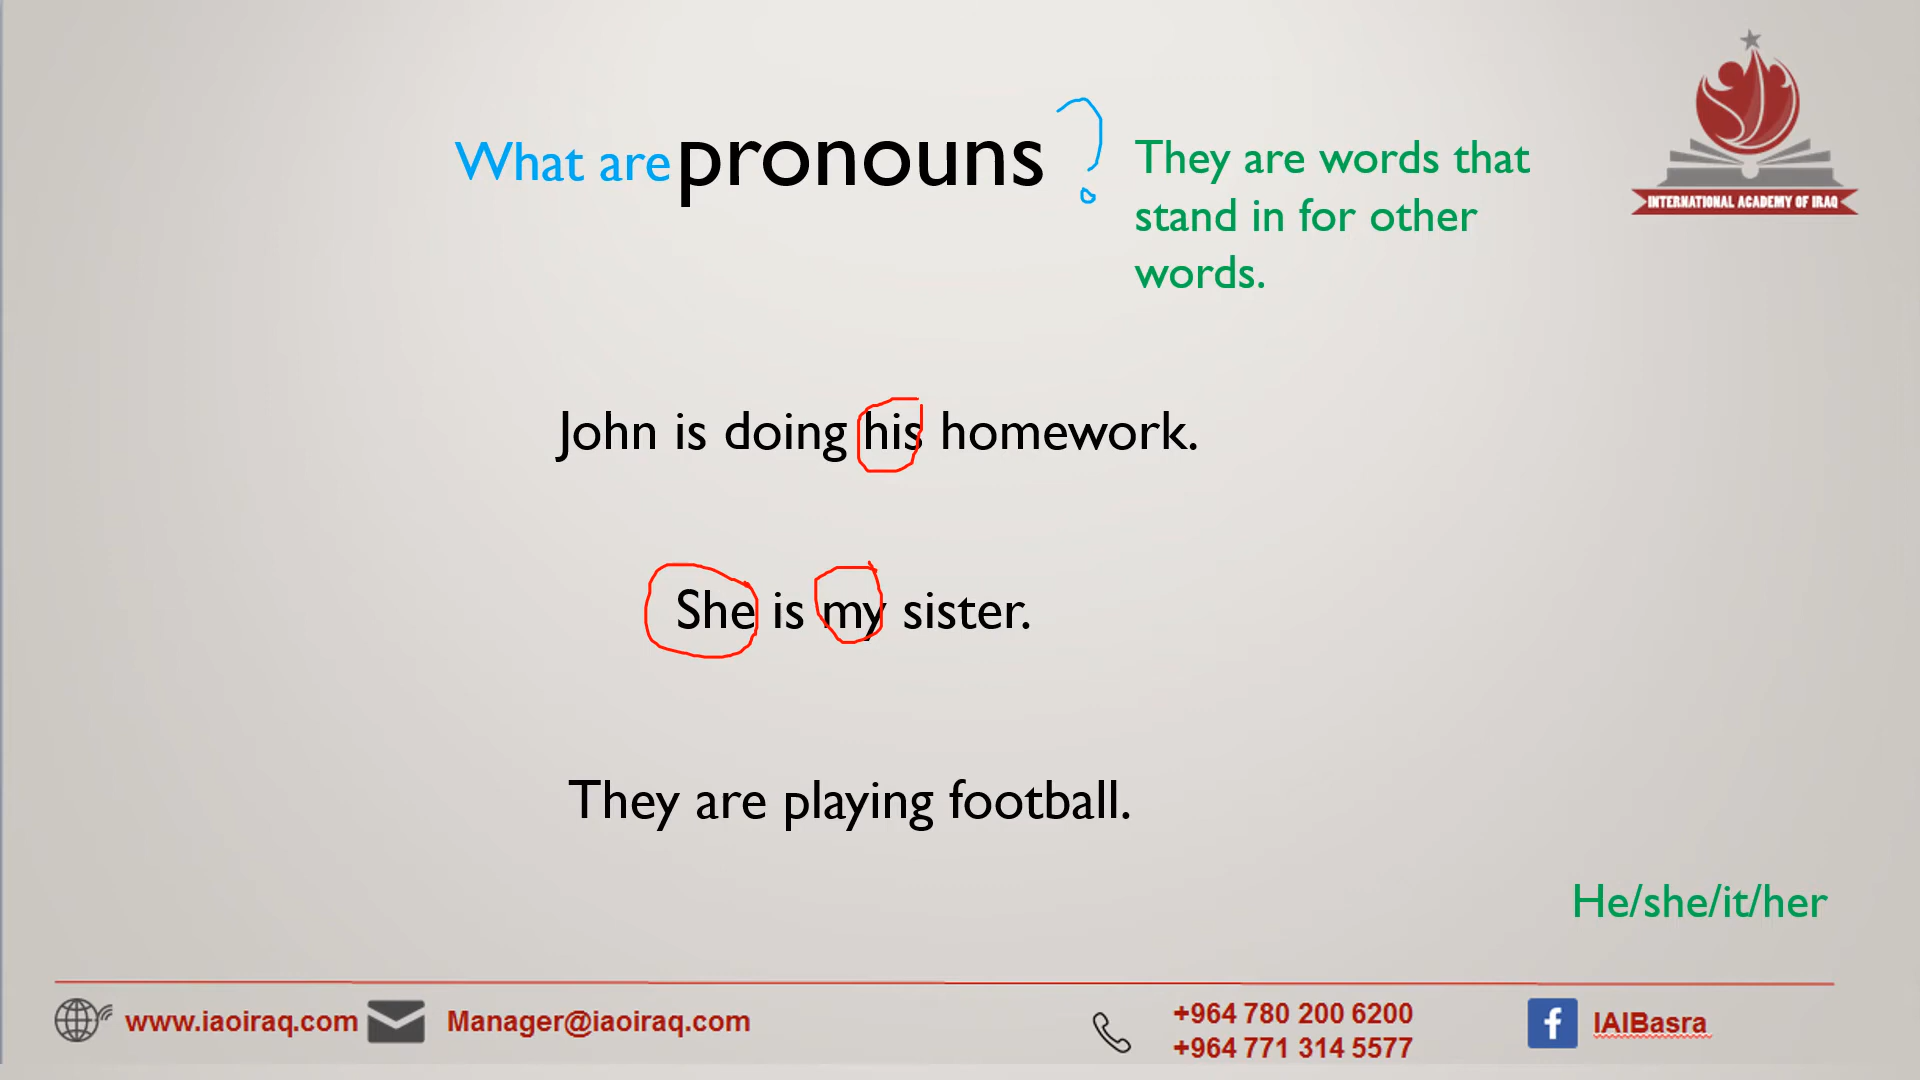 What are pronouns ?
They are words that
stand in for other
words.
INTERNATIONAL ACADEMY OF IRAQ
John is doing his homework.
She is my sister.
They are playing football.
He/she/it/her
www.iaoiraq.com
Manager@iaoiraq.com
+964 780 200 6200
+964 771 314 5577
f
IAIBasra